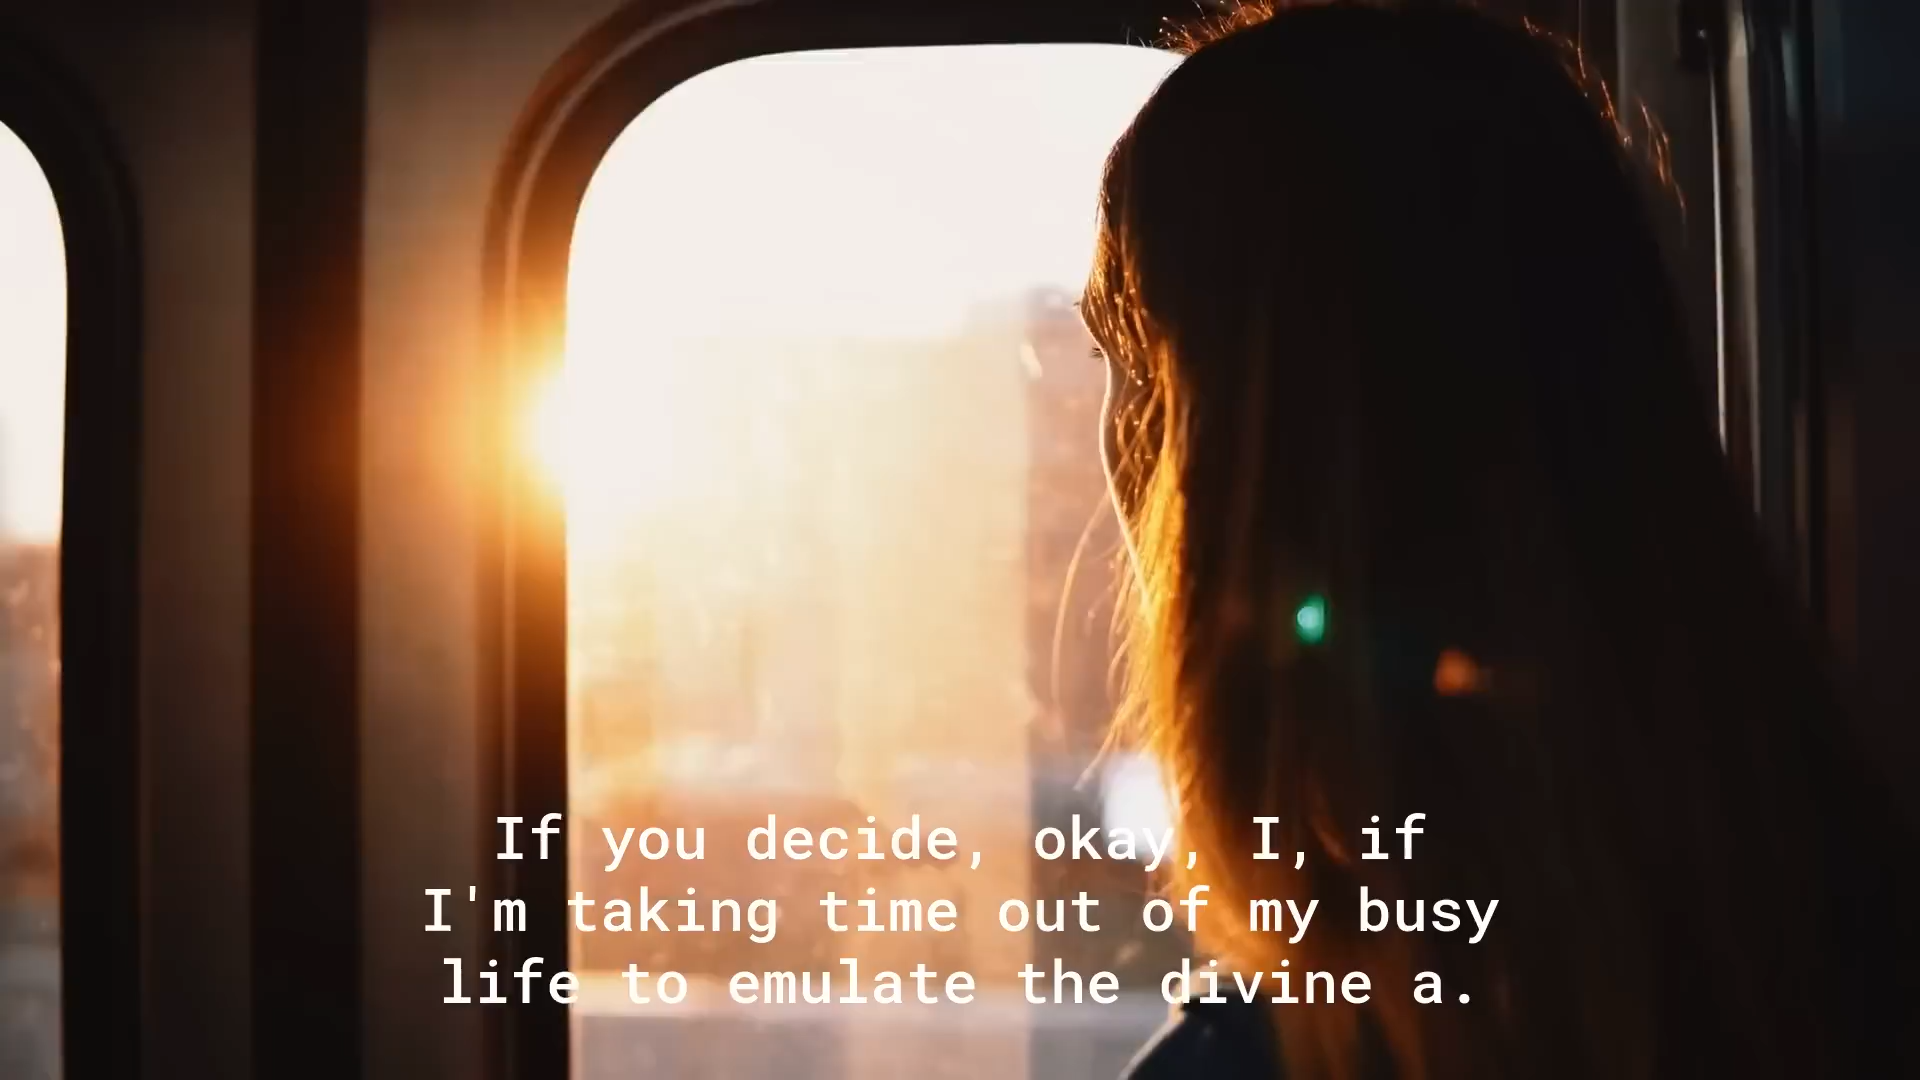 If you decide, okay, I, if
I'm taking time out of my busy
life to emulate the divine a.